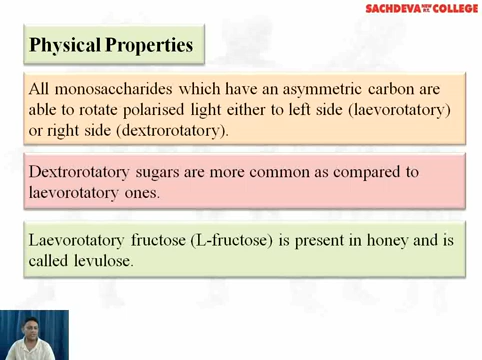 SACHDEVA NEW P.T. COLLEGE
Physical Properties
All monosaccharides which have an asymmetric carbon are
able to rotate polarised light either to left side (laevorotatory)
or right side (dextrorotatory).
Dextrorotatory sugars are more common as compared to
laevorotatory ones.
Laevorotatory fructose (L-fructose) is present in honey and is
called levulose.